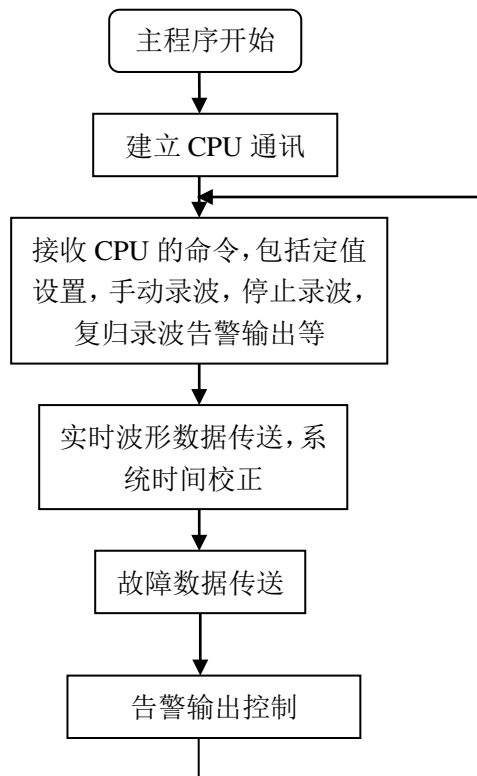 主程序开始
建立 CPU 通讯
接收 CPU 的命令,包括定值
设置,手动录波,停止录波,
复归录波告警输出等
实时波形数据传送,系
统时间校正
故障数据传送
告警输出控制